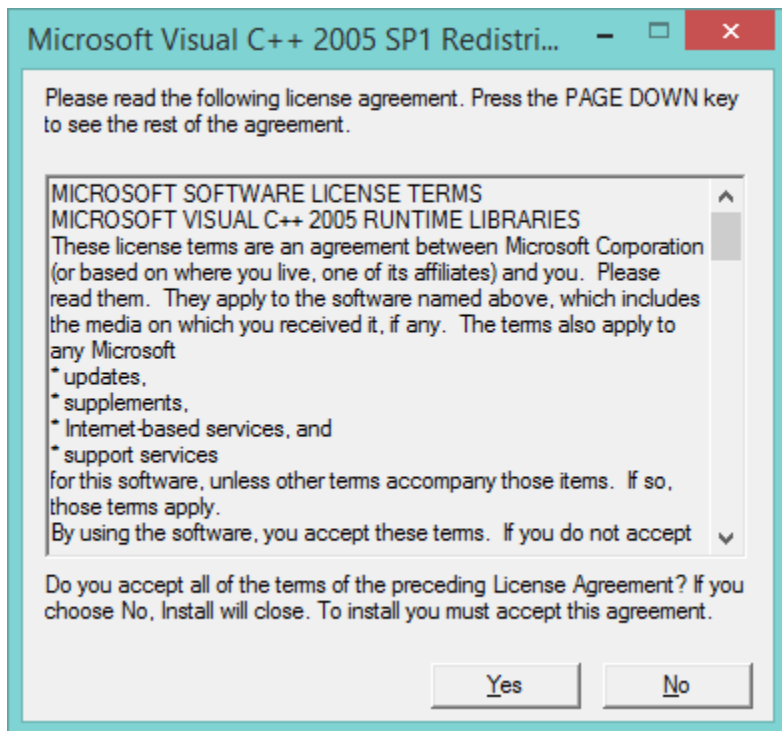 Microsoft Visual C++ 2005 SP1 Redistri...
Please read the following license agreement. Press the PAGE DOWN key
to see the rest of the agreement.
MICROSOFT SOFTWARE LICENSE TERMS
MICROSOFT VISUAL C++ 2005 RUNTIME LIBRARIES
These license terms are an agreement between Microsoft Corporation
(or based on where you live, one of its affiliates) and you.  Please
read them.  They apply to the software named above, which includes
the media on which you received it, if any.  The terms also apply to
any Microsoft
* updates,
* supplements,
* Internet-based services, and
* support services
for this software, unless other terms accompany those items.  If so,
those terms apply.
By using the software, you accept these terms.  If you do not accept
Do you accept all of the terms of the preceding License Agreement? If you
choose No, Install will close. To install you must accept this agreement.
Yes No